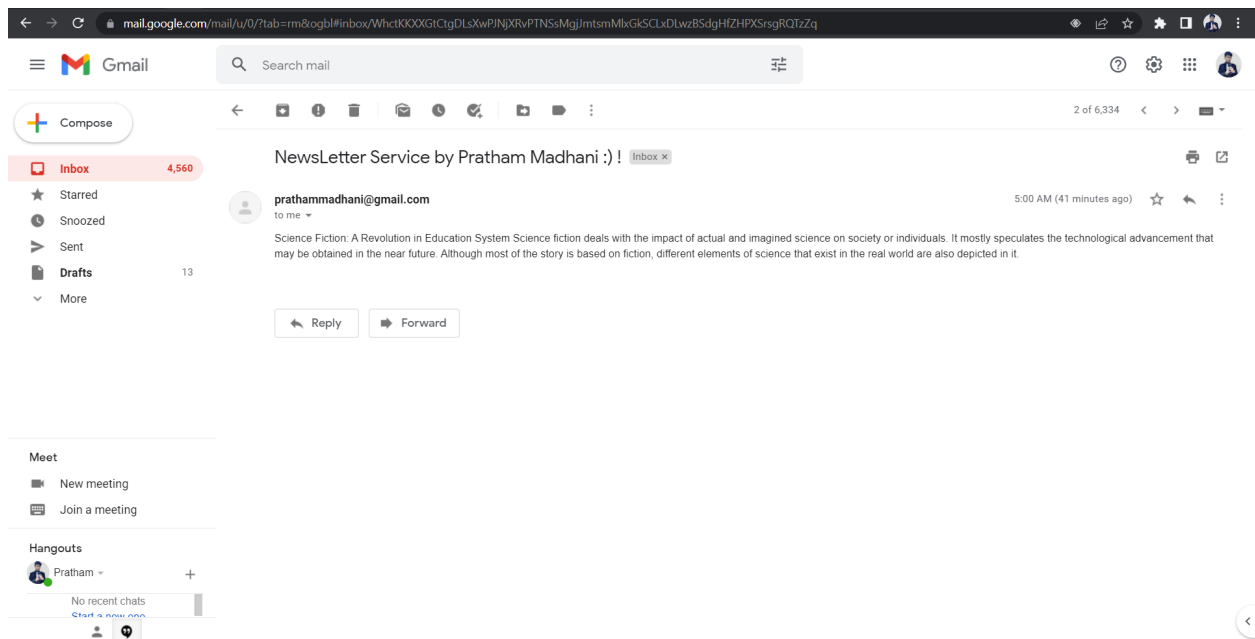 mail.google.com/mail/u/0/?tab=rm&ogbl#inbox/WhctKKXXGtCtgDLsXwPJNjXRvPTNSsMgjJmtsmMlxGkSCLxDLwzBSdgHfZHPXSrsgRQTzZq
Gmail
Search mail
Compose
2 of 6,334
NewsLetter Service by Pratham Madhani :) ! Inbox ×
Inbox 4,560
Starred
Snoozed
Sent
Drafts 13
More
prathammadhani@gmail.com
5:00 AM (41 minutes ago)
to me
Science Fiction: A Revolution in Education System Science fiction deals with the impact of actual and imagined science on society or individuals. It mostly speculates the technological advancement that
may be obtained in the near future. Although most of the story is based on fiction, different elements of science that exist in the real world are also depicted in it.
Reply
Forward
Meet
New meeting
Join a meeting
Hangouts
Pratham
No recent chats
Start a new one